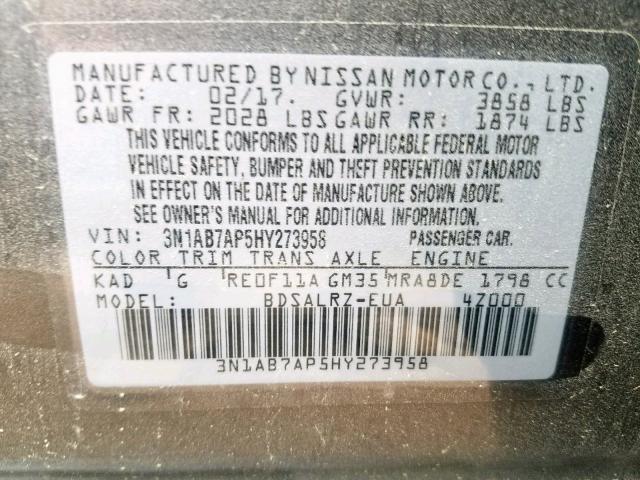 MANUFACTURED BY NISSAN MOTOR CO., LTD.
DATE: 02/17. GVWR: 3858 LBS
GAWR FR: 2028 LBS GAWR RR: 1874 LBS
THIS VEHICLE CONFORMS TO ALL APPLICABLE FEDERAL MOTOR
VEHICLE SAFETY, BUMPER AND THEFT PREVENTION STANDARDS
IN EFFECT ON THE DATE OF MANUFACTURE SHOWN ABOVE.
SEE OWNER'S MANUAL FOR ADDITIONAL INFORMATION.
VIN: 3N1AB7AP5HY273958 PASSENGER CAR.
COLOR TRIM TRANS AXLE ENGINE
KAD G RE0F11A GM35 MRA8DE 1798 CC
MODEL: BDSALRZ-EUA 4Z000
3N1AB7AP5HY273958